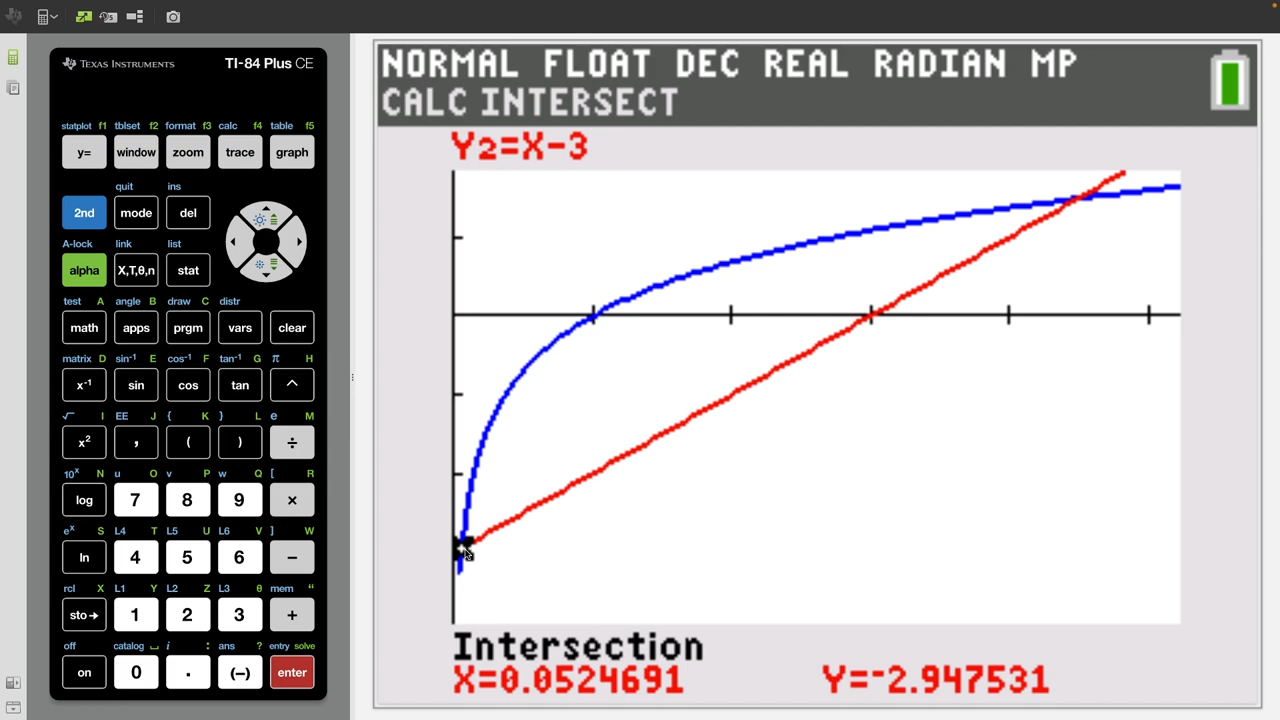 TEXAS INSTRUMENTS TI-84 Plus CE
statplot f1 tblset f2 format f3 calc f4 table f5
y= window zoom trace graph
quit ins
2nd mode del
A-lock link list
alpha X,T,θ,n stat
test A angle B draw C distr
math apps prgm vars clear
matrix D sin⁻¹ E cos⁻¹ F tan⁻¹ G π H
x⁻¹ sin cos tan ^
√ I EE J { K } L e M
x² , ( ) ÷
10ˣ N u O v P w Q [ R
log 7 8 9 ×
eˣ S L4 T L5 U L6 V ] W
ln 4 5 6 −
rcl X L1 Y L2 Z L3 θ mem "
sto→ 1 2 3 +
off catalog ␣ i : ans ? entry solve
on 0 . (−) enter
NORMAL FLOAT DEC REAL RADIAN MP
CALC INTERSECT
Y2=X-3
Intersection
X=0.0524691 Y=-2.947531